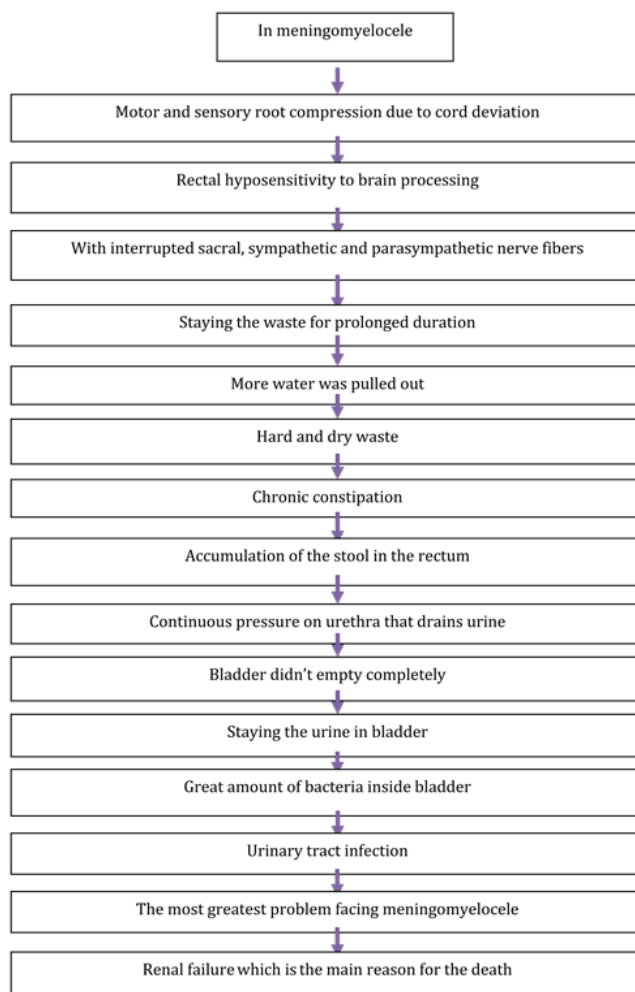 In meningomyelocele
Motor and sensory root compression due to cord deviation
Rectal hyposensitivity to brain processing
With interrupted sacral, sympathetic and parasympathetic nerve fibers
Staying the waste for prolonged duration
More water was pulled out
Hard and dry waste
Chronic constipation
Accumulation of the stool in the rectum
Continuous pressure on urethra that drains urine
Bladder didn’t empty completely
Staying the urine in bladder
Great amount of bacteria inside bladder
Urinary tract infection
The most greatest problem facing meningomyelocele
Renal failure which is the main reason for the death